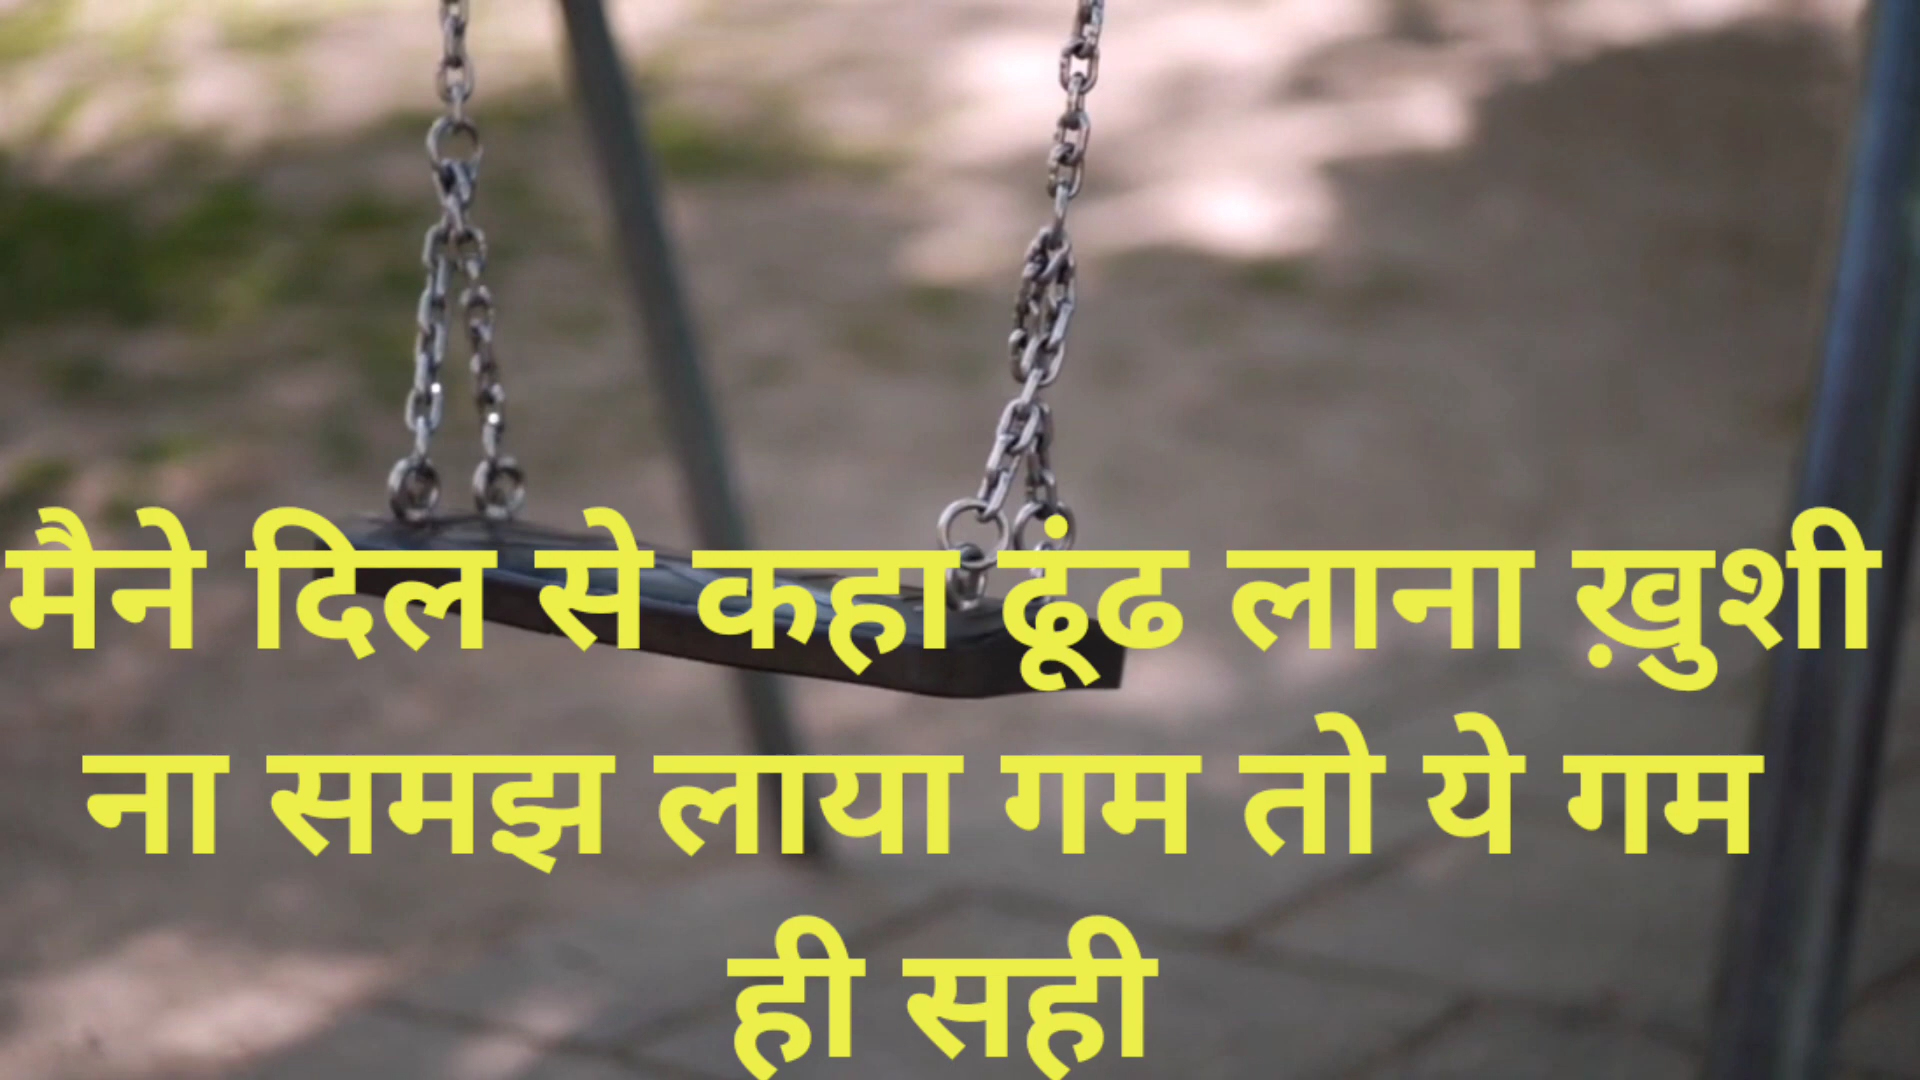 मैने दिल से कहा ढूंढ लाना ख़ुशी
ना समझ लाया गम तो ये गम
ही सही